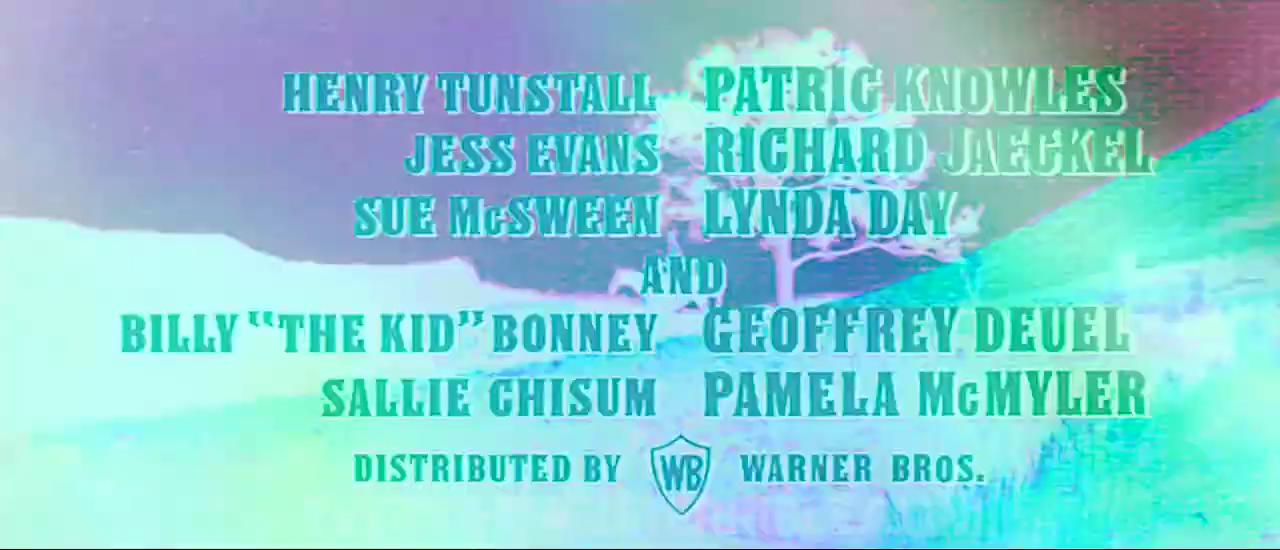 HENRY TUNSTALL PATRIC KNOWLES
JESS EVANS RICHARD JAECKEL
SUE McSWEEN LYNDA DAY
AND
BILLY "THE KID" BONNEY GEOFFREY DEUEL
SALLIE CHISUM PAMELA McMYLER
DISTRIBUTED BY WB WARNER BROS.